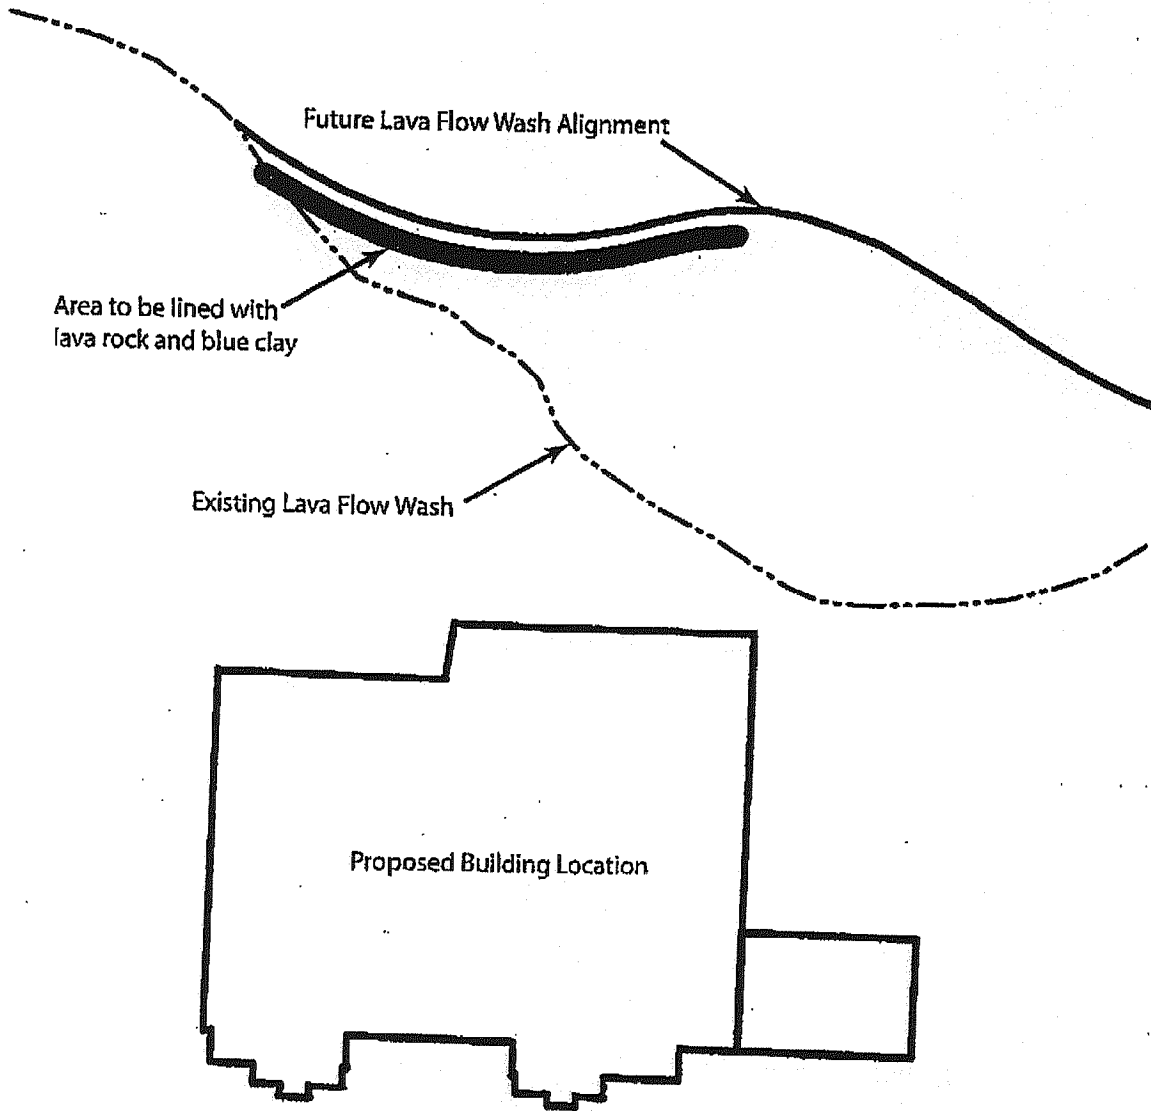 Future Lava Flow Wash Alignment
Area to be lined with
lava rock and blue clay
Existing Lava Flow Wash
Proposed Building Location